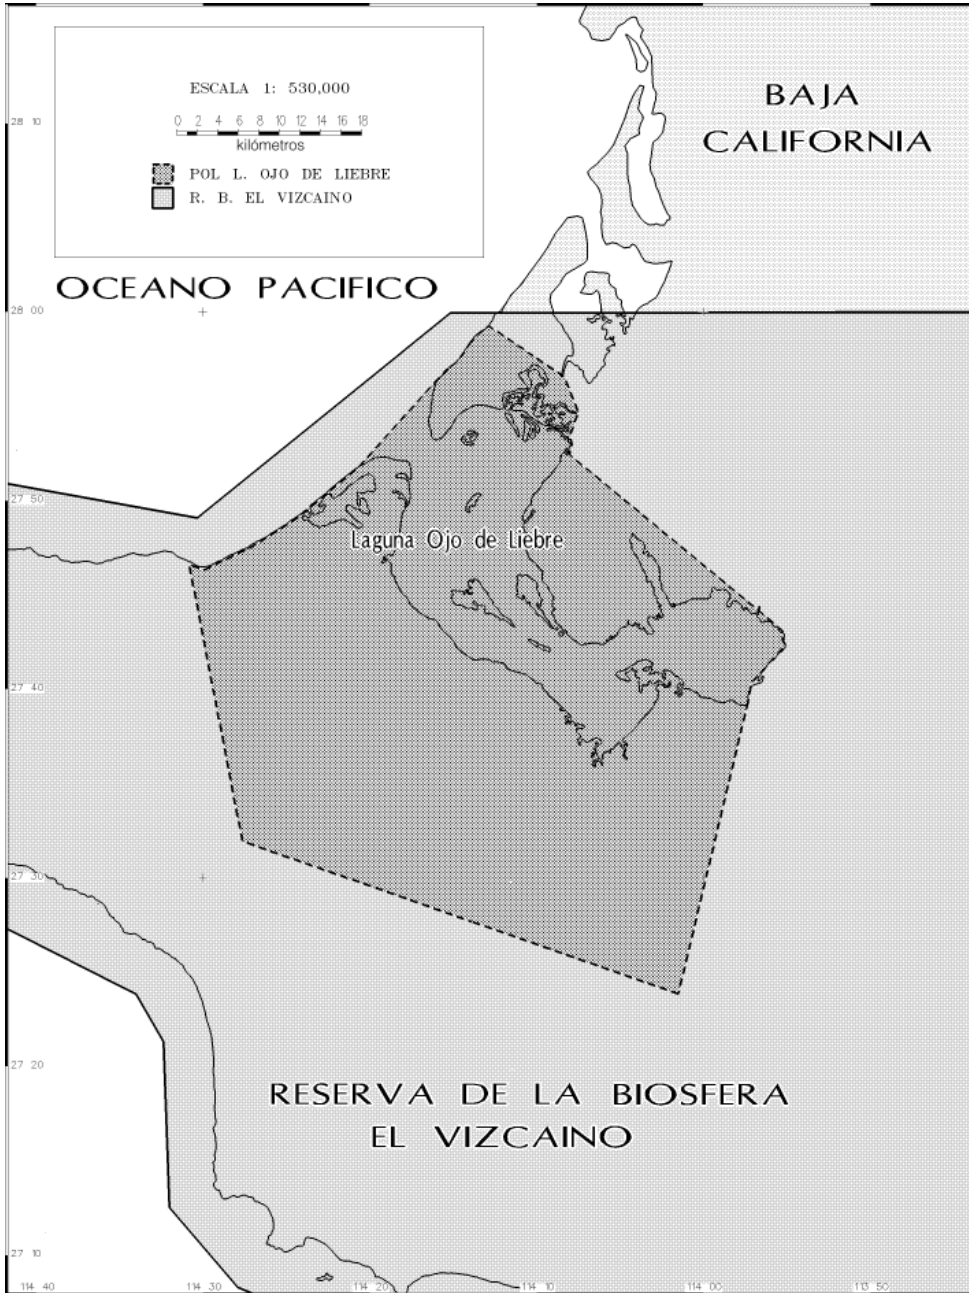 ESCALA 1: 530,000
0 2 4 6 8 10 12 14 16 18
kilómetros
POL L. OJO DE LIEBRE
R. B. EL VIZCAINO
BAJA
CALIFORNIA
28 10
OCEANO PACIFICO
28 00
27 50
Laguna Ojo de Liebre
27 40
27 30
27 20
RESERVA DE LA BIOSFERA
EL VIZCAINO
27 10
114 40 114 30 114 20 114 10 114 00 113 50